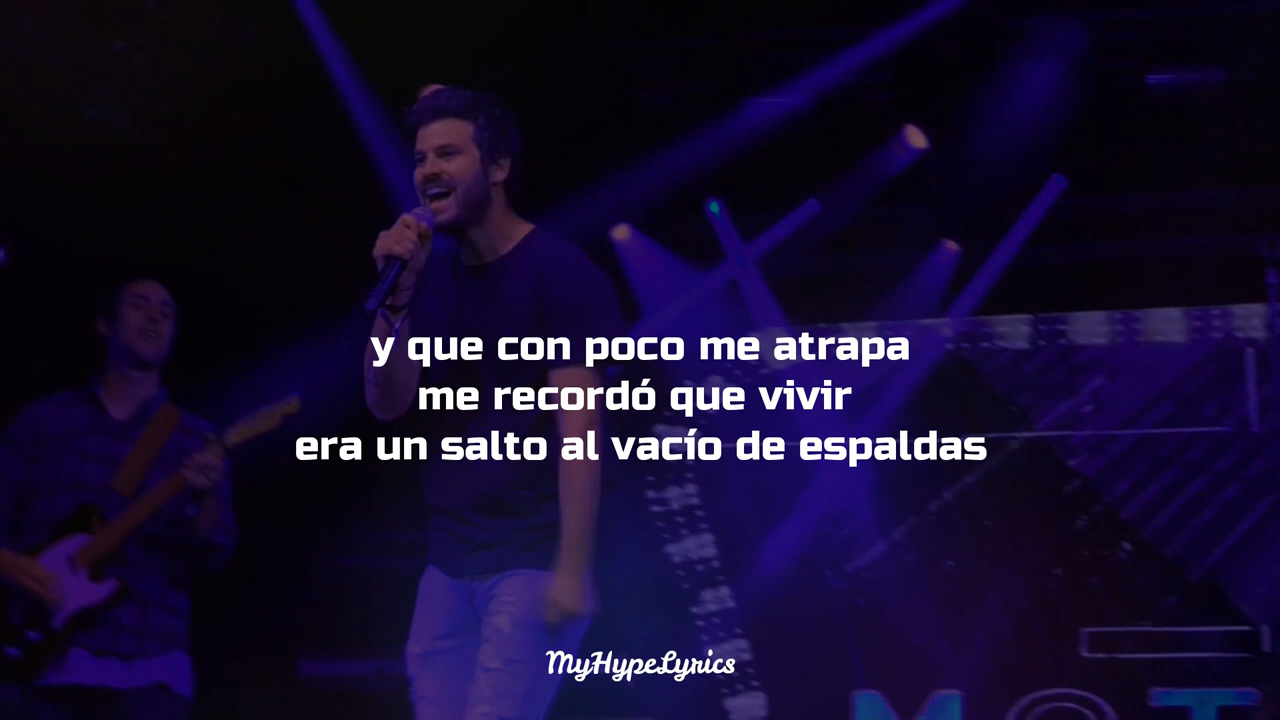 y que con poco me atrapa
me recordó que vivir
era un salto al vacío de espaldas
MyHypeLyrics
M O T